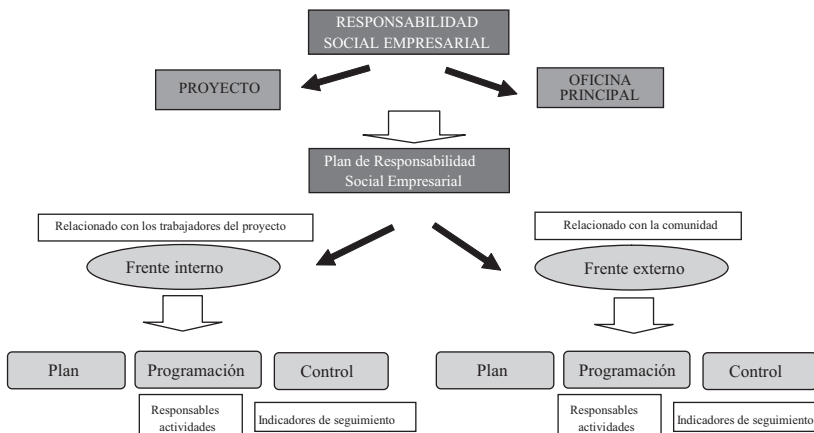 RESPONSABILIDAD
SOCIAL EMPRESARIAL
PROYECTO
OFICINA
PRINCIPAL
Plan de Responsabilidad
Social Empresarial
Relacionado con los trabajadores del proyecto
Relacionado con la comunidad
Frente interno
Frente externo
Plan
Programación
Control
Plan
Programación
Control
Responsables
actividades
Indicadores de seguimiento
Responsables
actividades
Indicadores de seguimiento